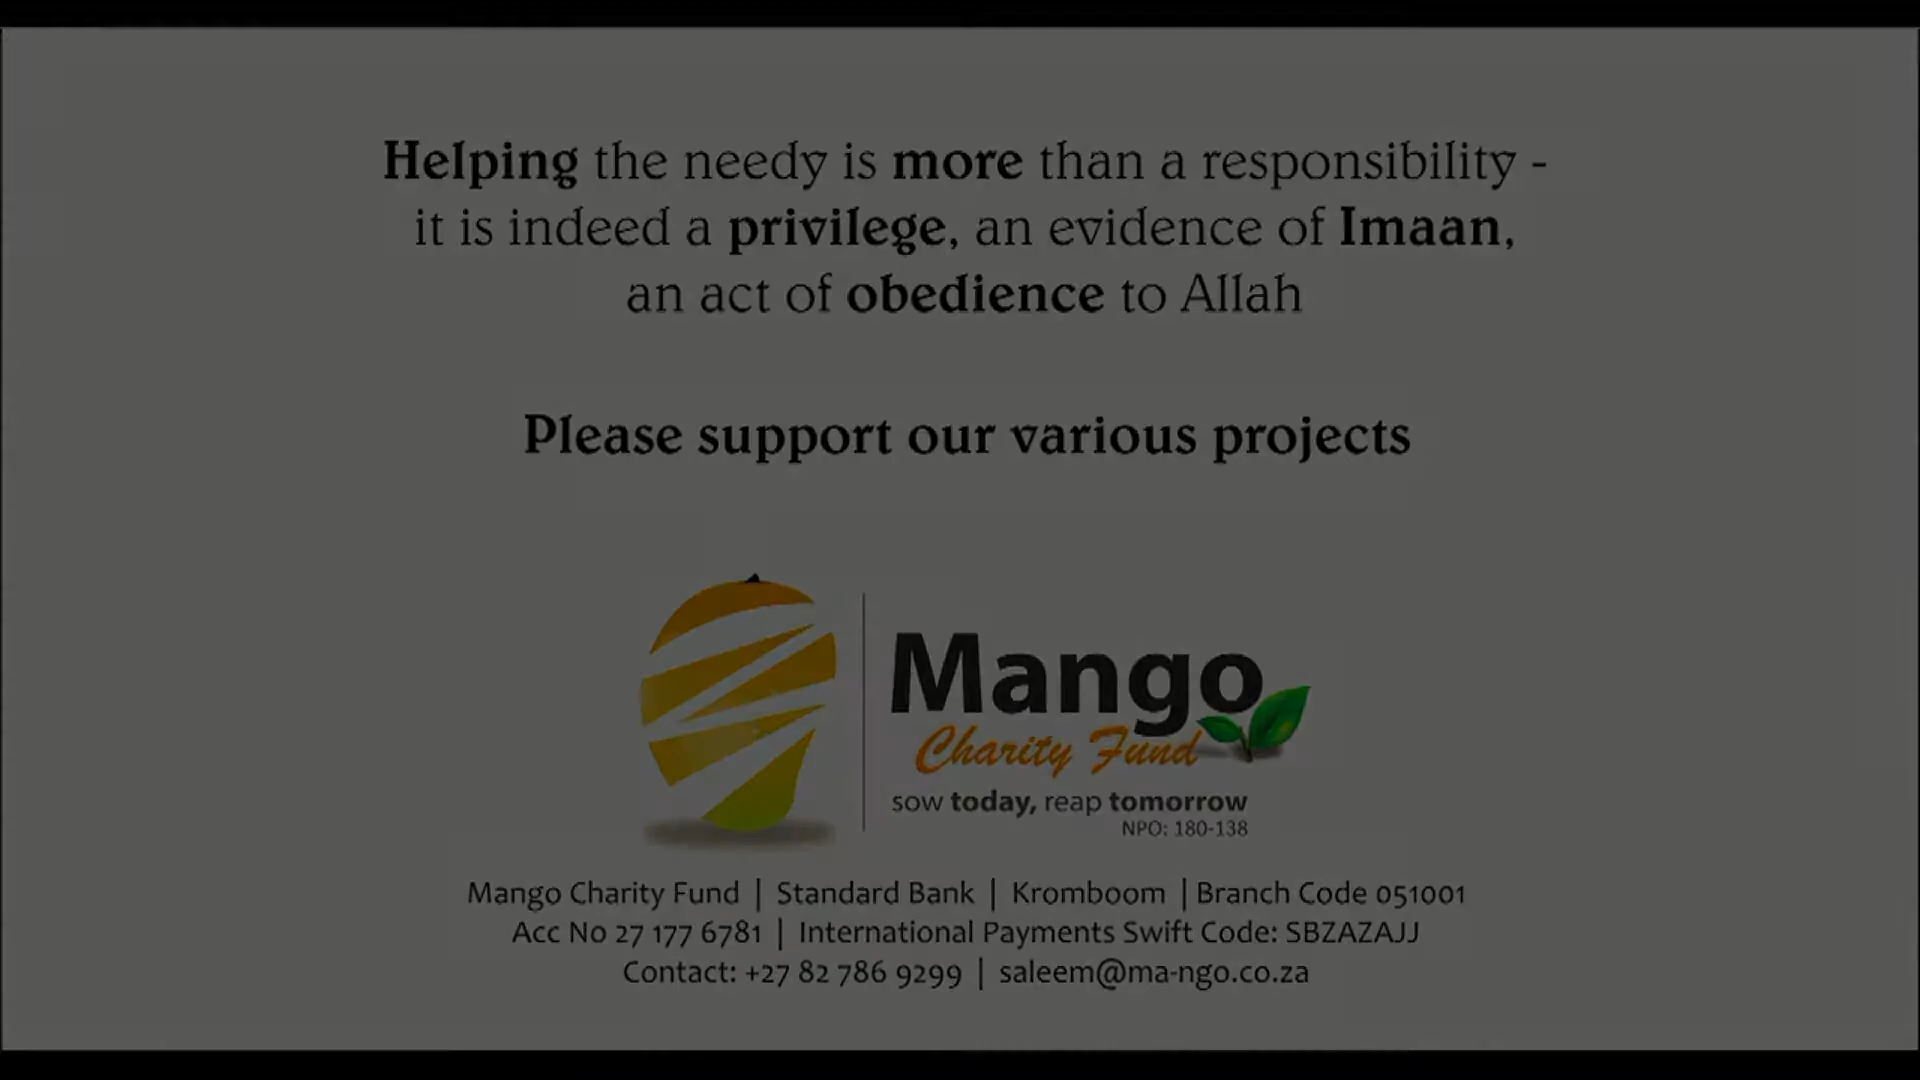 Helping the needy is more than a responsibility -
it is indeed a privilege, an evidence of Imaan,
an act of obedience to Allah
Please support our various projects
Mango
Charity Fund
sow today, reap tomorrow
NPO: 180-138
Mango Charity Fund | Standard Bank | Kromboom | Branch Code 051001
Acc No 27 177 6781 | International Payments Swift Code: SBZAZAJJ
Contact: +27 82 786 9299 | saleem@ma-ngo.co.za